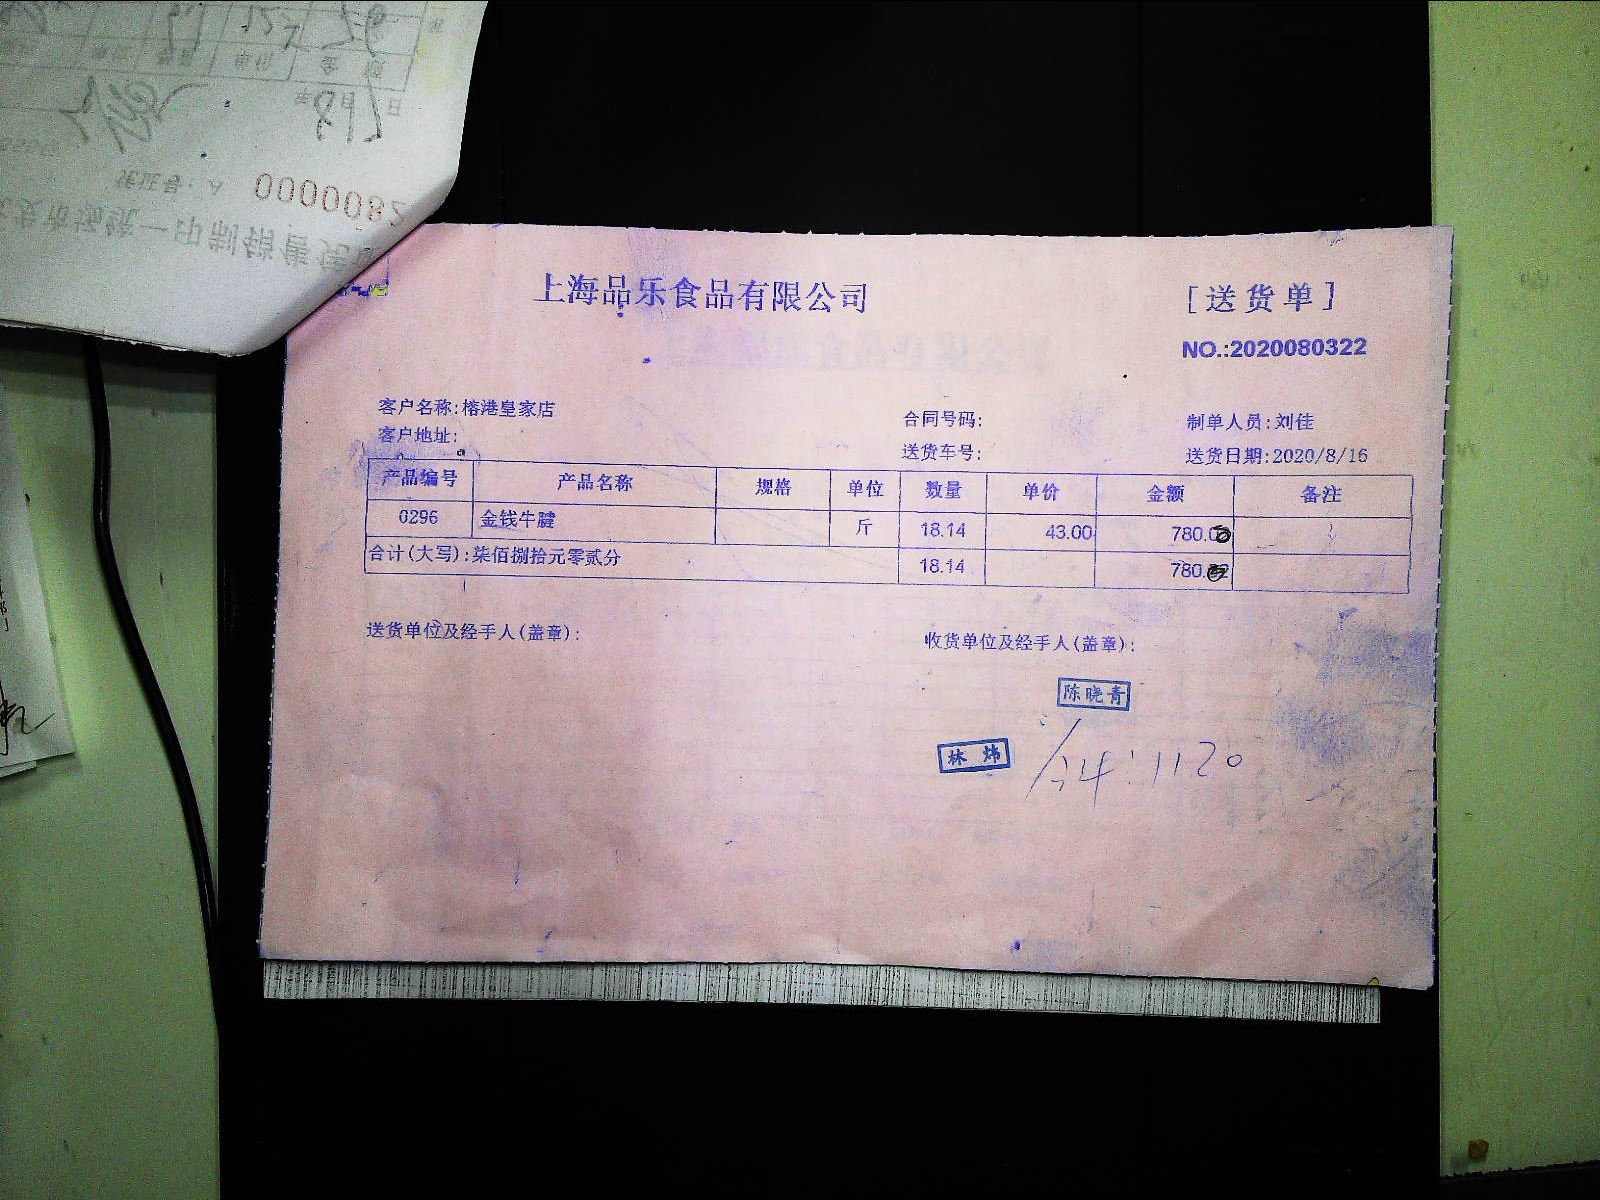 0000082
上海品乐食品有限公司
[送货单]
NO.:2020080322
客户名称:榕港皇家店
合同号码:
制单人员:刘佳
客户地址:
送货车号:
送货日期:2020/8/16
产品编号 产品名称 规格 单位 数量 单价 金额 备注
0296 金钱牛腱 斤 18.14 43.00 780.0
合计(大写):柒佰捌拾元零贰分 18.14 780.
送货单位及经手人(盖章):
收货单位及经手人(盖章):
陈晓青
林炜